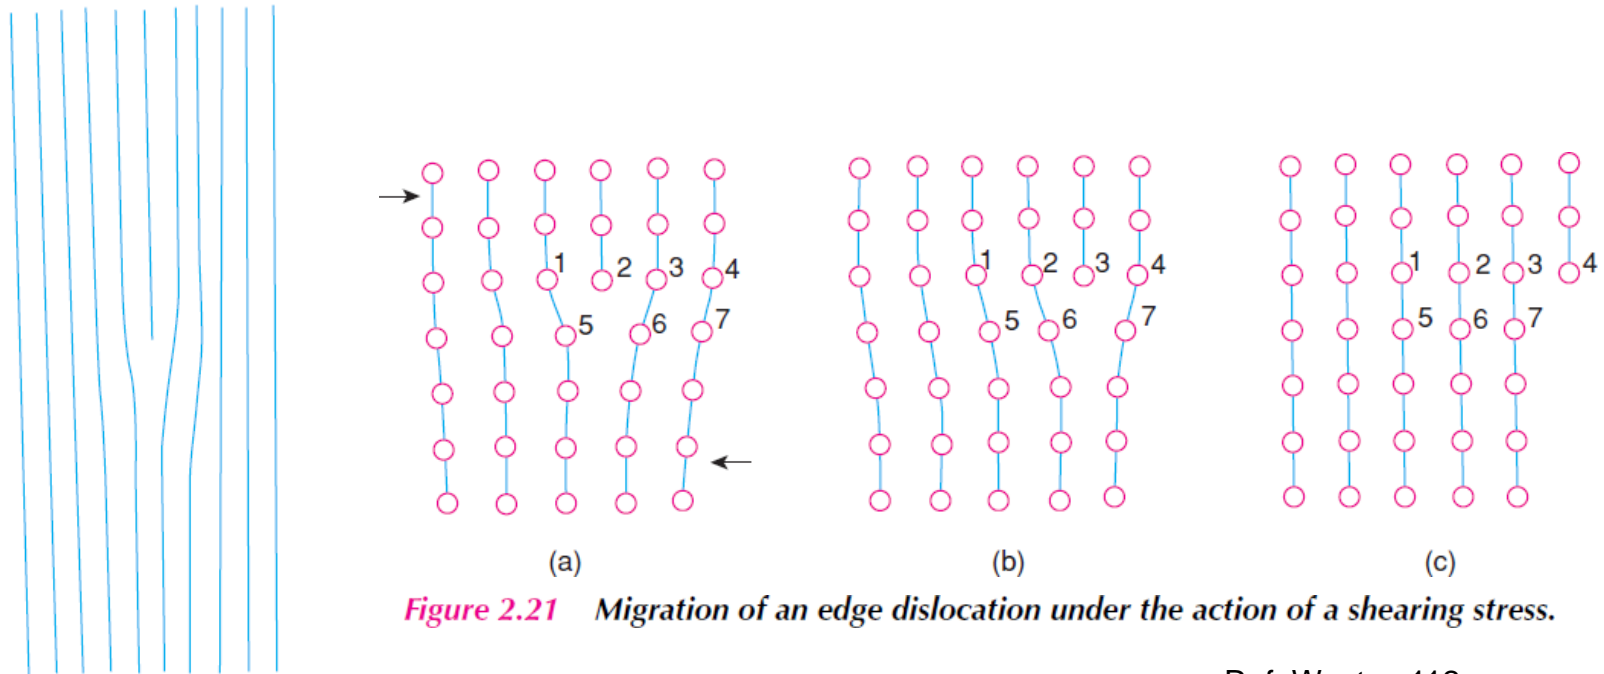 1 2 3 4
5 6 7
1 2 3 4
5 6 7
1 2 3 4
5 6 7
(a) (b) (c)
Figure 2.21 Migration of an edge dislocation under the action of a shearing stress.